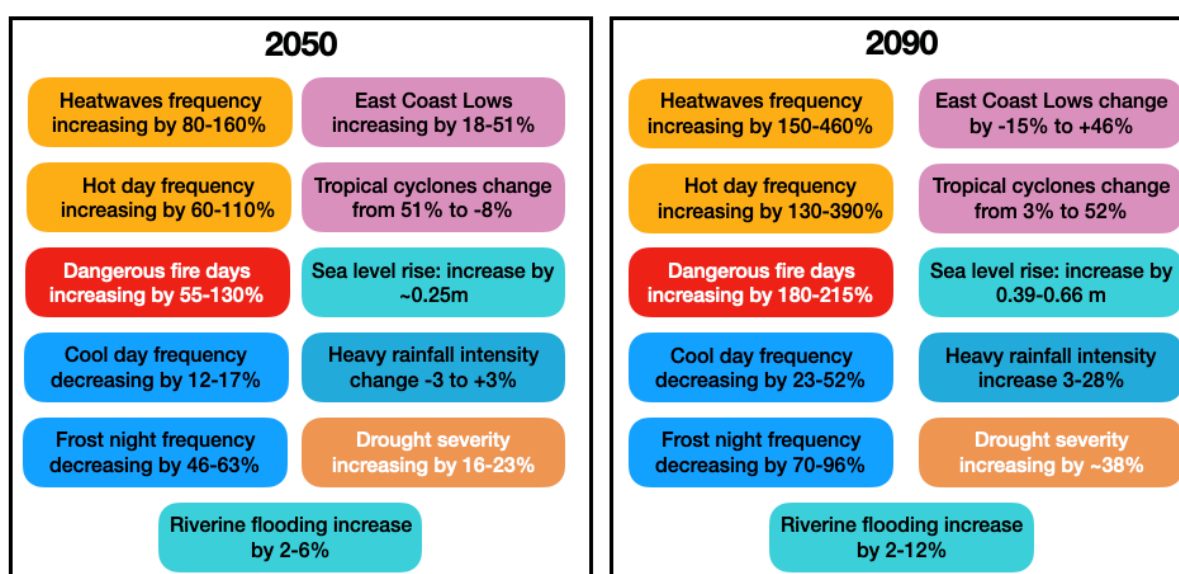 2050
Heatwaves frequency
increasing by 80-160%
East Coast Lows
increasing by 18-51%
Hot day frequency
increasing by 60-110%
Tropical cyclones change
from 51% to -8%
Dangerous fire days
increasing by 55-130%
Sea level rise: increase by
~0.25m
Cool day frequency
decreasing by 12-17%
Heavy rainfall intensity
change -3 to +3%
Frost night frequency
decreasing by 46-63%
Drought severity
increasing by 16-23%
Riverine flooding increase
by 2-6%
2090
Heatwaves frequency
increasing by 150-460%
East Coast Lows change
by -15% to +46%
Hot day frequency
increasing by 130-390%
Tropical cyclones change
from 3% to 52%
Dangerous fire days
increasing by 180-215%
Sea level rise: increase by
0.39-0.66 m
Cool day frequency
decreasing by 23-52%
Heavy rainfall intensity
increase 3-28%
Frost night frequency
decreasing by 70-96%
Drought severity
increasing by ~38%
Riverine flooding increase
by 2-12%